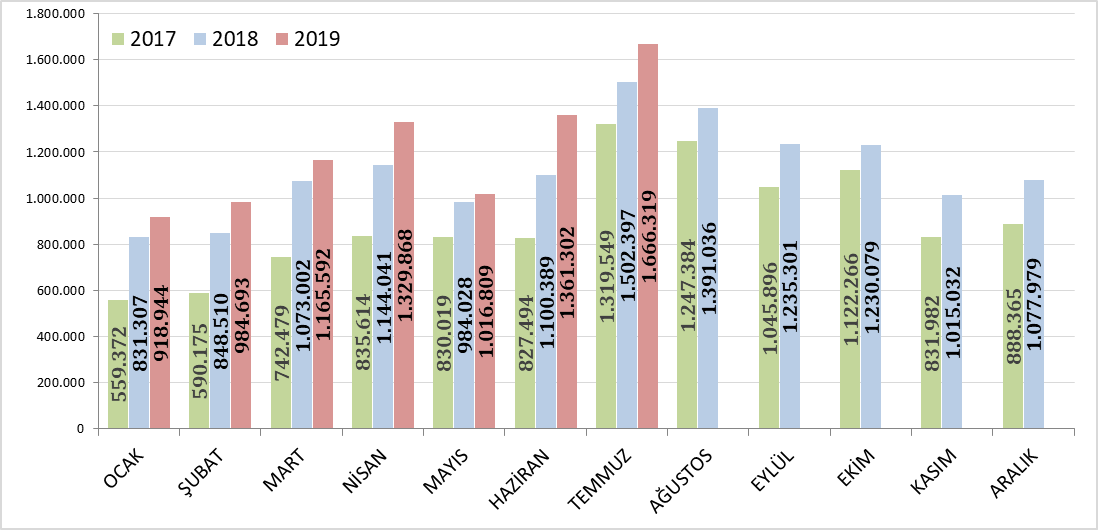 1.800.000
1.600.000
1.400.000
1.200.000
1.000.000
800.000
600.000
400.000
200.000
0
2017 2018 2019
559.372 831.307 918.944
590.175 848.510 984.693
742.479 1.073.002 1.165.592
835.614 1.144.041 1.329.868
830.019 984.028 1.016.809
827.494 1.100.389 1.361.302
1.319.549 1.502.397 1.666.319
1.247.384 1.391.036
1.045.896 1.235.301
1.122.266 1.230.079
831.982 1.015.032
888.365 1.077.979
OCAK ŞUBAT MART NİSAN MAYIS HAZİRAN TEMMUZ AĞUSTOS EYLÜL EKİM KASIM ARALIK